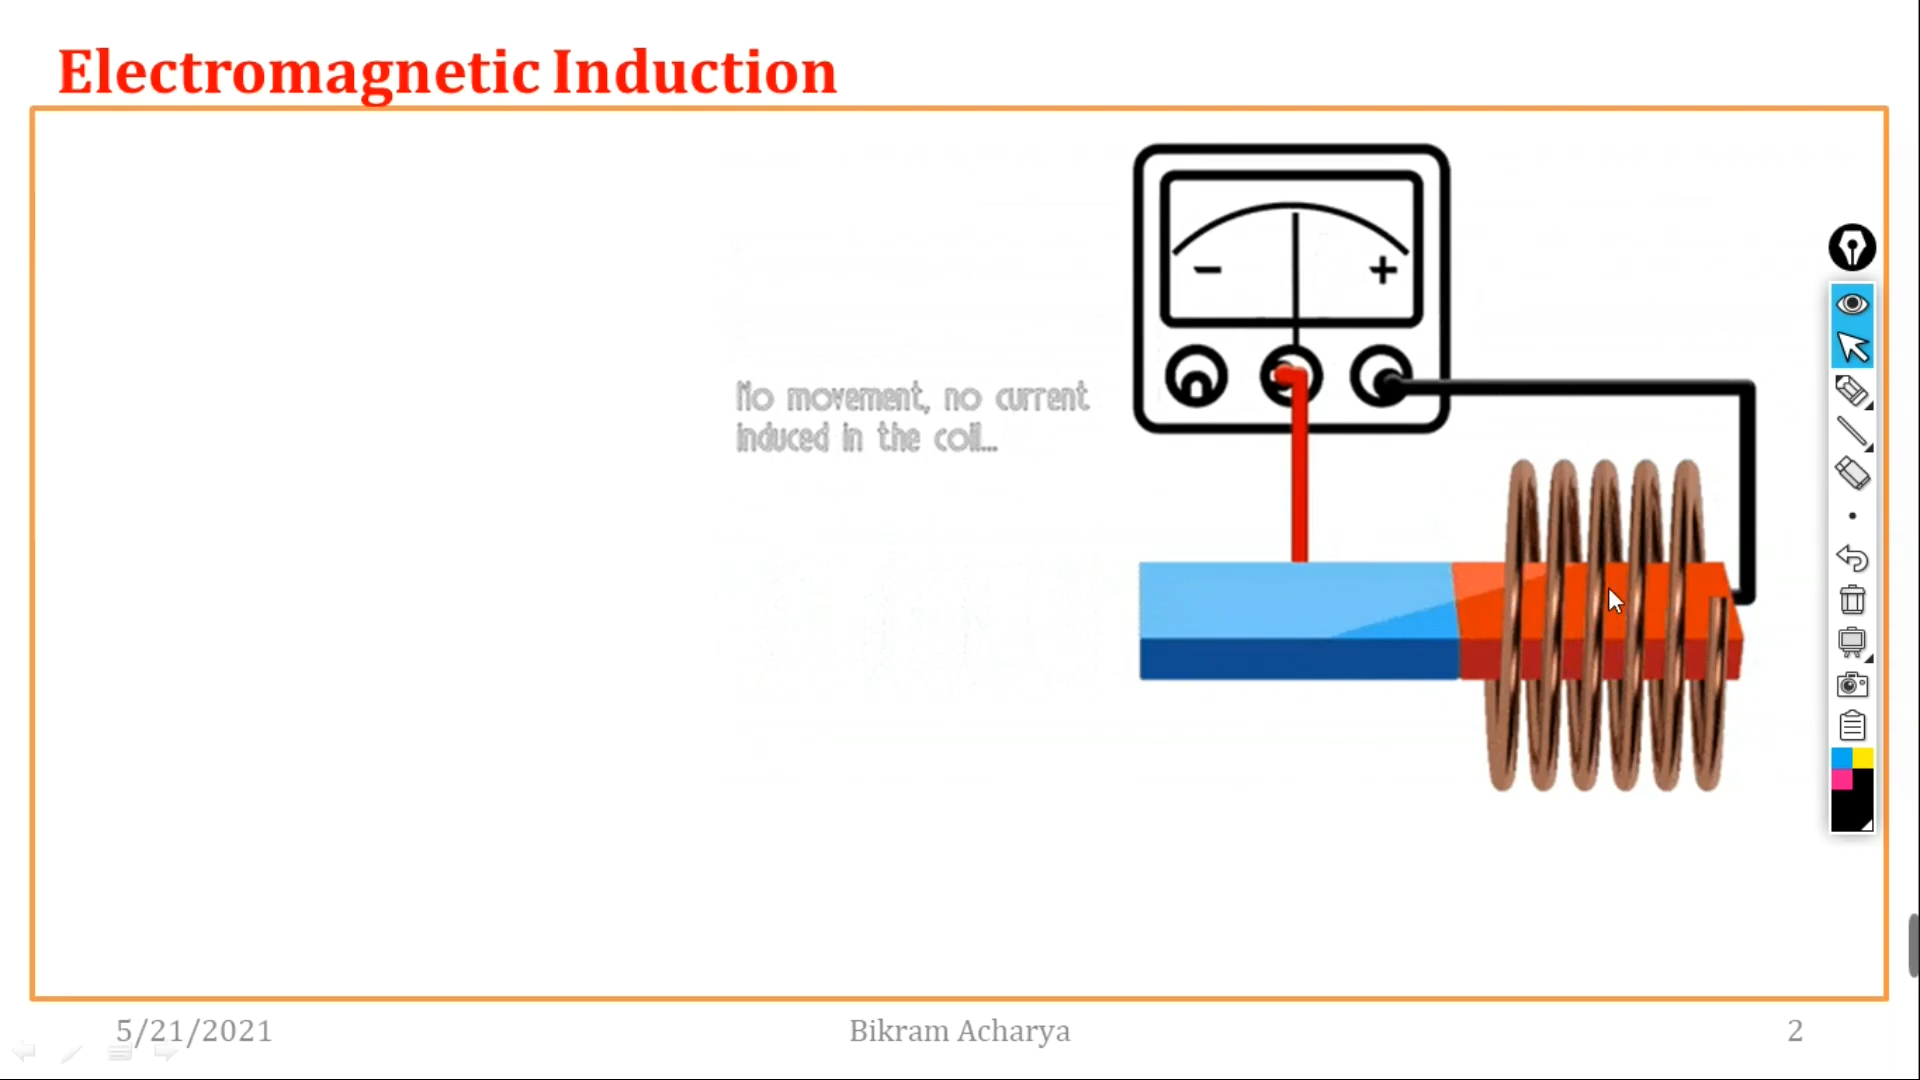 Electromagnetic Induction
− +
No movement, no current
induced in the coil...
5/21/2021
Bikram Acharya
2